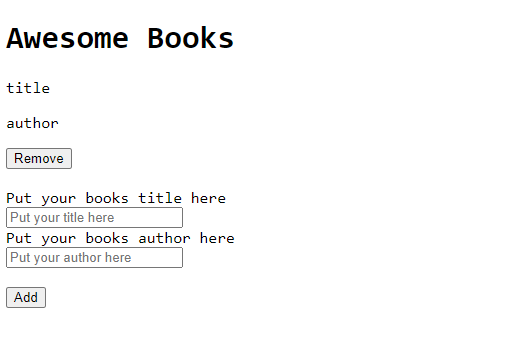 Awesome Books
title
author
Remove
Put your books title here
Put your title here
Put your books author here
Put your author here
Add